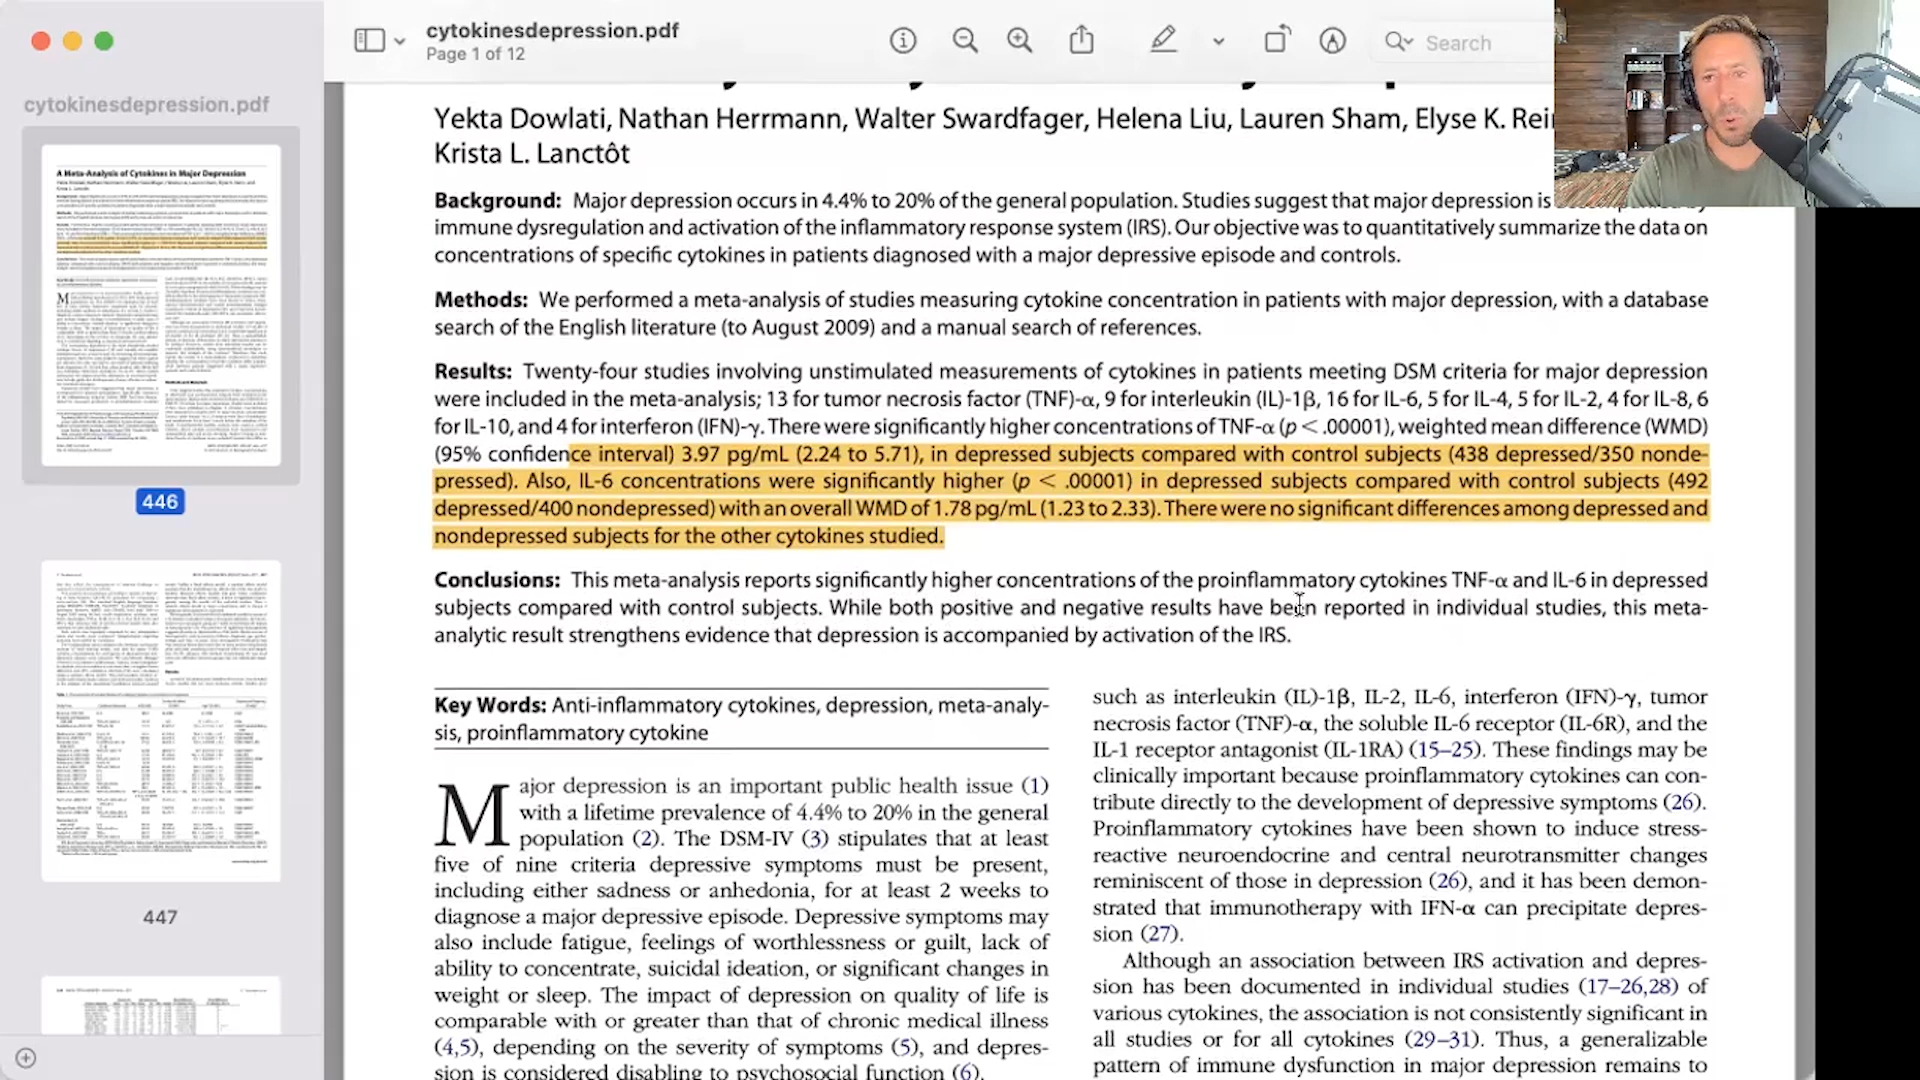 cytokinesdepression.pdf
Page 1 of 12
Search
cytokinesdepression.pdf
A Meta-Analysis of Cytokines in Major Depression
446
447
Yekta Dowlati, Nathan Herrmann, Walter Swardfager, Helena Liu, Lauren Sham, Elyse K. Rei
Krista L. Lanctôt
Background: Major depression occurs in 4.4% to 20% of the general population. Studies suggest that major depression is
immune dysregulation and activation of the inflammatory response system (IRS). Our objective was to quantitatively summarize the data on
concentrations of specific cytokines in patients diagnosed with a major depressive episode and controls.
Methods: We performed a meta-analysis of studies measuring cytokine concentration in patients with major depression, with a database
search of the English literature (to August 2009) and a manual search of references.
Results: Twenty-four studies involving unstimulated measurements of cytokines in patients meeting DSM criteria for major depression
were included in the meta-analysis; 13 for tumor necrosis factor (TNF)-α, 9 for interleukin (IL)-1β, 16 for IL-6, 5 for IL-4, 5 for IL-2, 4 for IL-8, 6
for IL-10, and 4 for interferon (IFN)-γ. There were significantly higher concentrations of TNF-α (p < .00001), weighted mean difference (WMD)
(95% confidence interval) 3.97 pg/mL (2.24 to 5.71), in depressed subjects compared with control subjects (438 depressed/350 nonde-
pressed). Also, IL-6 concentrations were significantly higher (p < .00001) in depressed subjects compared with control subjects (492
depressed/400 nondepressed) with an overall WMD of 1.78 pg/mL (1.23 to 2.33). There were no significant differences among depressed and
nondepressed subjects for the other cytokines studied.
Conclusions: This meta-analysis reports significantly higher concentrations of the proinflammatory cytokines TNF-α and IL-6 in depressed
subjects compared with control subjects. While both positive and negative results have been reported in individual studies, this meta-
analytic result strengthens evidence that depression is accompanied by activation of the IRS.
Key Words: Anti-inflammatory cytokines, depression, meta-analy-
sis, proinflammatory cytokine
Major depression is an important public health issue (1)
with a lifetime prevalence of 4.4% to 20% in the general
population (2). The DSM-IV (3) stipulates that at least
five of nine criteria depressive symptoms must be present,
including either sadness or anhedonia, for at least 2 weeks to
diagnose a major depressive episode. Depressive symptoms may
also include fatigue, feelings of worthlessness or guilt, lack of
ability to concentrate, suicidal ideation, or significant changes in
weight or sleep. The impact of depression on quality of life is
comparable with or greater than that of chronic medical illness
(4,5), depending on the severity of symptoms (5), and depres-
sion is considered disabling to psychosocial function (6).
such as interleukin (IL)-1β, IL-2, IL-6, interferon (IFN)-γ, tumor
necrosis factor (TNF)-α, the soluble IL-6 receptor (IL-6R), and the
IL-1 receptor antagonist (IL-1RA) (15–25). These findings may be
clinically important because proinflammatory cytokines can con-
tribute directly to the development of depressive symptoms (26).
Proinflammatory cytokines have been shown to induce stress-
reactive neuroendocrine and central neurotransmitter changes
reminiscent of those in depression (26), and it has been demon-
strated that immunotherapy with IFN-α can precipitate depres-
sion (27).
Although an association between IRS activation and depres-
sion has been documented in individual studies (17–26,28) of
various cytokines, the association is not consistently significant in
all studies or for all cytokines (29–31). Thus, a generalizable
pattern of immune dysfunction in major depression remains to